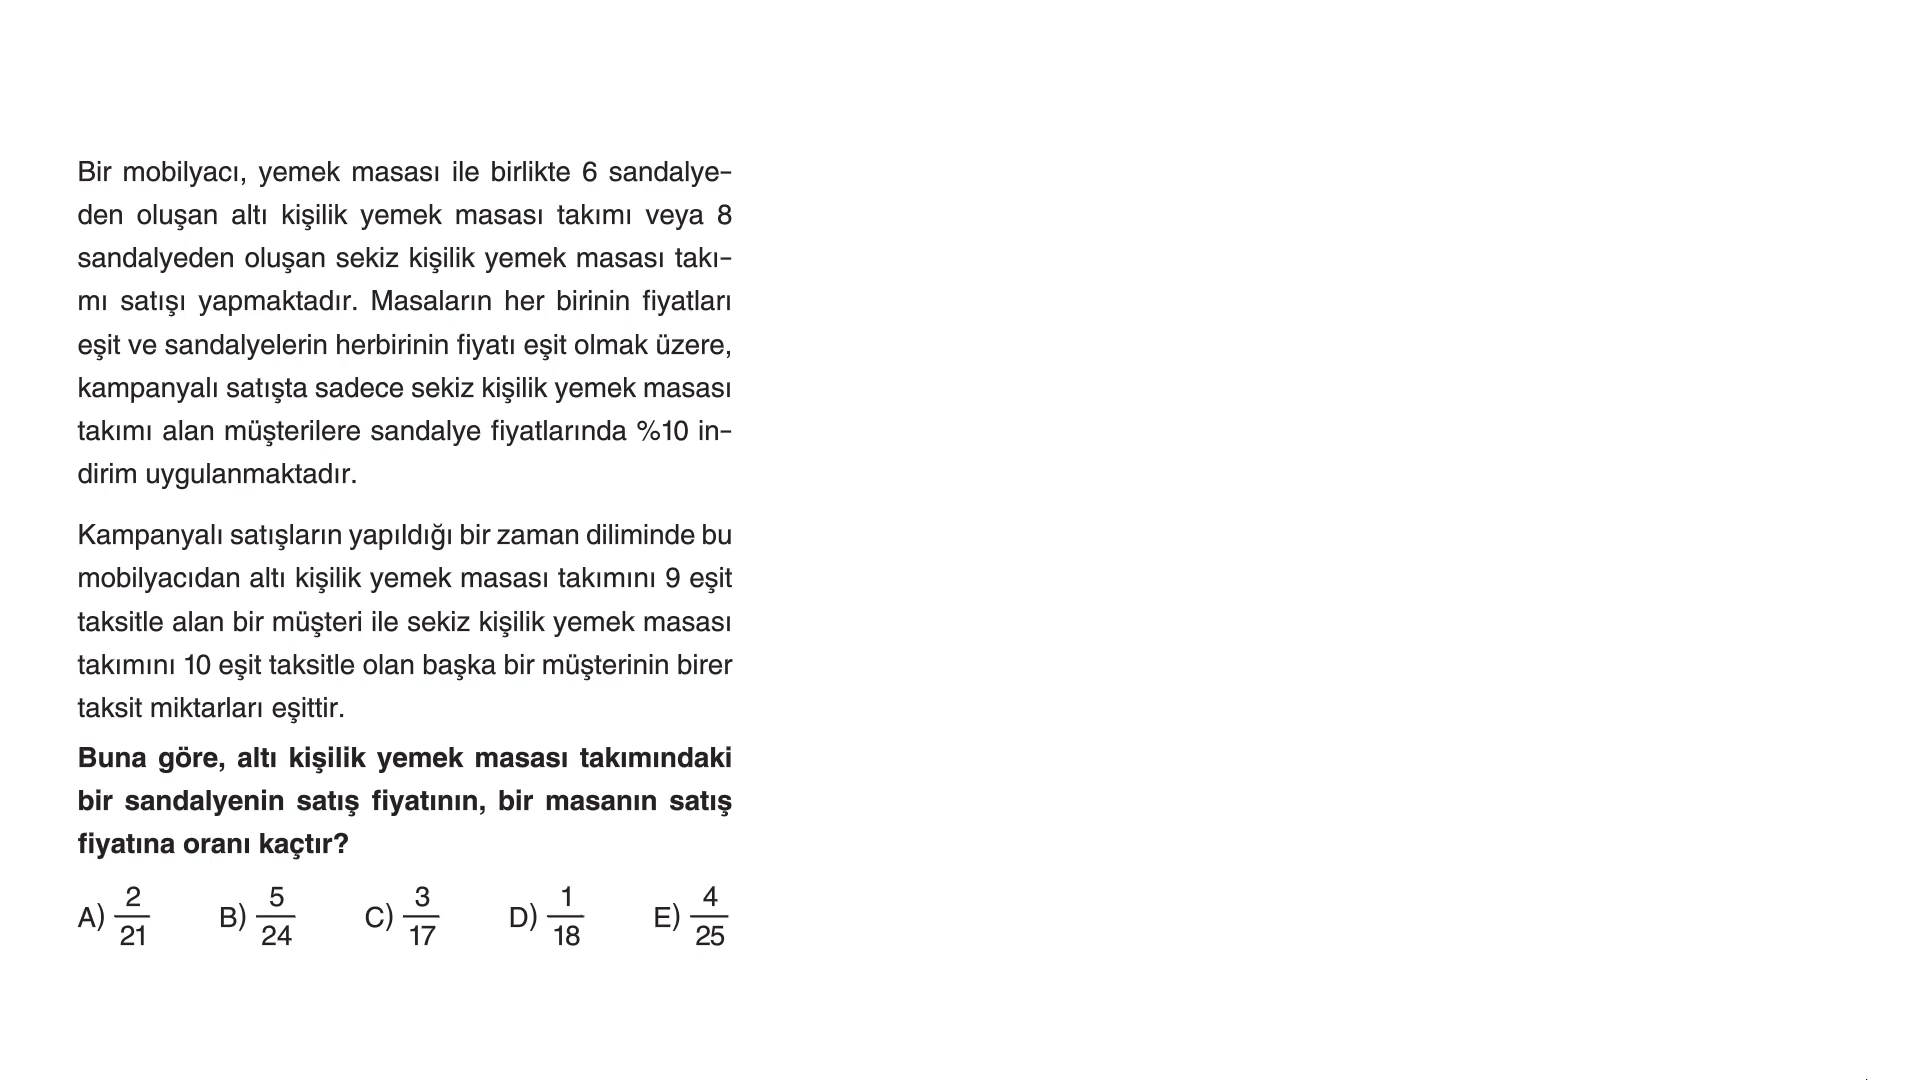 Bir mobilyacı, yemek masası ile birlikte 6 sandalye-
den oluşan altı kişilik yemek masası takımı veya 8
sandalyeden oluşan sekiz kişilik yemek masası takı-
mı satışı yapmaktadır. Masaların her birinin fiyatları
eşit ve sandalyelerin herbirinin fiyatı eşit olmak üzere,
kampanyalı satışta sadece sekiz kişilik yemek masası
takımı alan müşterilere sandalye fiyatlarında %10 in-
dirim uygulanmaktadır.
Kampanyalı satışların yapıldığı bir zaman diliminde bu
mobilyacıdan altı kişilik yemek masası takımını 9 eşit
taksitle alan bir müşteri ile sekiz kişilik yemek masası
takımını 10 eşit taksitle olan başka bir müşterinin birer
taksit miktarları eşittir.
Buna göre, altı kişilik yemek masası takımındaki
bir sandalyenin satış fiyatının, bir masanın satış
fiyatına oranı kaçtır?
A) 2/21 B) 5/24 C) 3/17 D) 1/18 E) 4/25